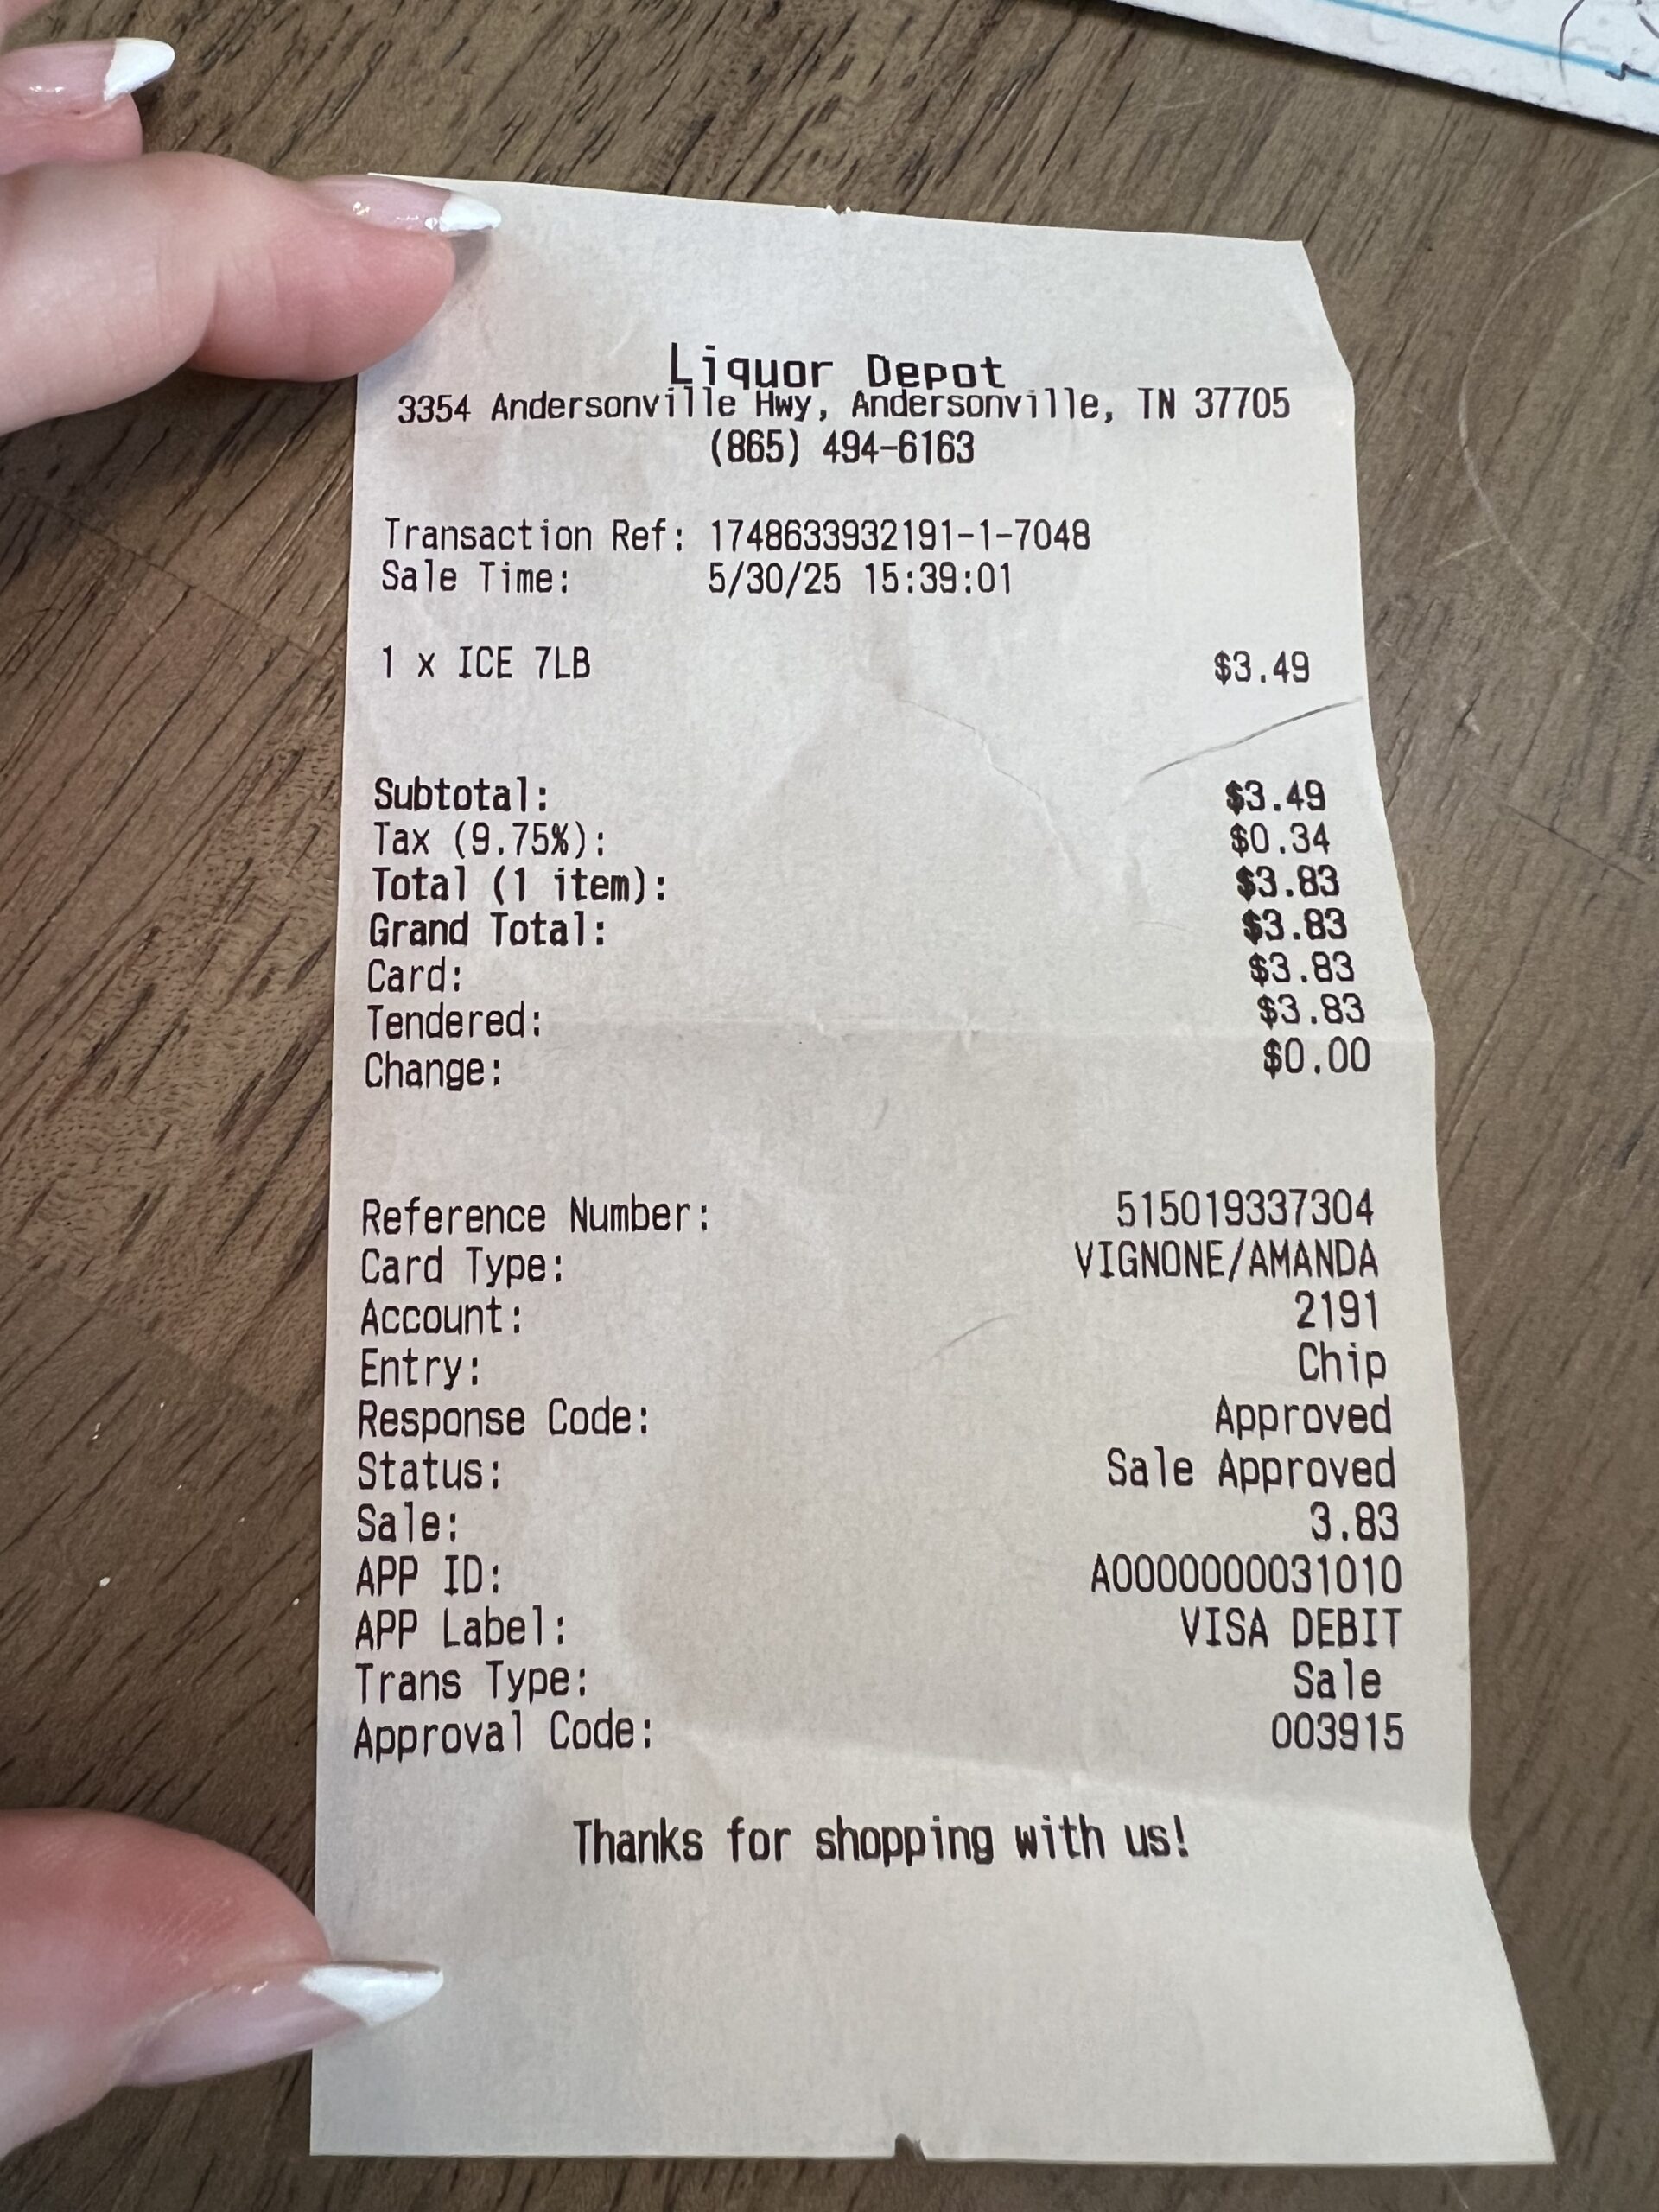 Liquor Depot
3354 Andersonville Hwy, Andersonville, TN 37705
(865) 494-6163
Transaction Ref: 1748633932191-1-7048
Sale Time: 5/30/25 15:39:01
1 x ICE 7LB $3.49
Subtotal: $3.49
Tax (9.75%): $0.34
Total (1 item): $3.83
Grand Total: $3.83
Card: $3.83
Tendered: $3.83
Change: $0.00
Reference Number: 515019337304
Card Type: VIGNONE/AMANDA
Account: 2191
Entry: Chip
Response Code: Approved
Status: Sale Approved
Sale: 3.83
APP ID: A0000000031010
APP Label: VISA DEBIT
Trans Type: Sale
Approval Code: 003915
Thanks for shopping with us!